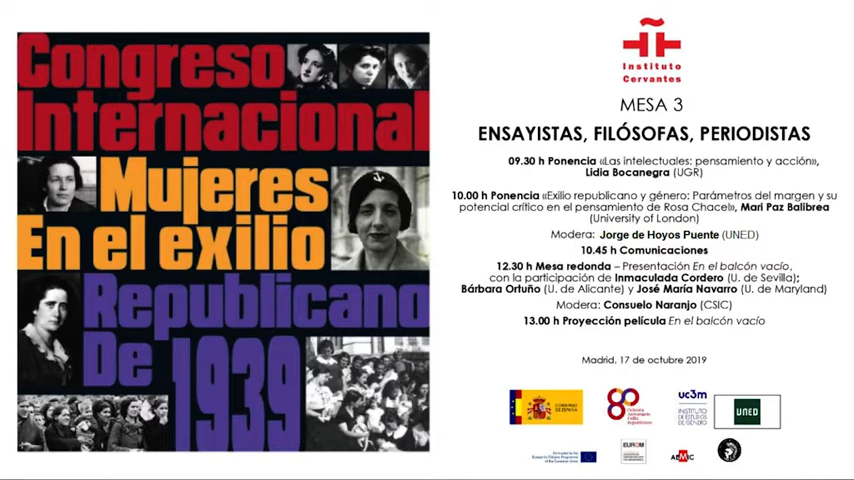 Congreso
Internacional
Mujeres
En el exilio
Republicano
De 1939
Instituto
Cervantes
MESA 3
ENSAYISTAS, FILÓSOFAS, PERIODISTAS
09.30 h Ponencia «Las intelectuales: pensamiento y acción»,
Lidia Bocanegra (UGR)
10.00 h Ponencia «Exilio republicano y género: Parámetros del margen y su
potencial crítico en el pensamiento de Rosa Chacel», Mari Paz Balibrea
(University of London)
Modera: Jorge de Hoyos Puente (UNED)
10.45 h Comunicaciones
12.30 h Mesa redonda – Presentación En el balcón vacío,
con la participación de Inmaculada Cordero (U. de Sevilla);
Bárbara Ortuño (U. de Alicante) y José María Navarro (U. de Maryland)
Modera: Consuelo Naranjo (CSIC)
13.00 h Proyección película En el balcón vacío
Madrid, 17 de octubre 2019
GOBIERNO
DE ESPAÑA
80
uc3m
INSTITUTO
DE ESTUDIOS
DE GÉNERO
UNED
EUROM
AEMIC